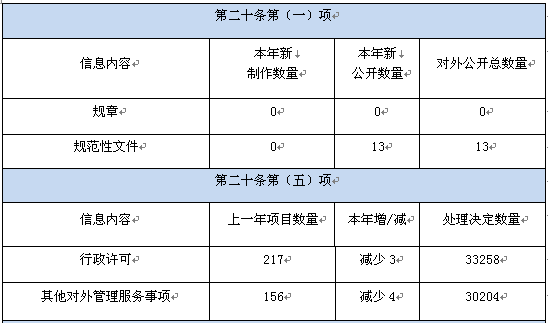 第二十条第（一）项
信息内容 本年新↓制作数量 本年新↓公开数量 对外公开总数量
规章 0 0 0
规范性文件 0 13 13
第二十条第（五）项
信息内容 上一年项目数量 本年增/减 处理决定数量
行政许可 217 减少 3 33258
其他对外管理服务事项 156 减少 4 30204